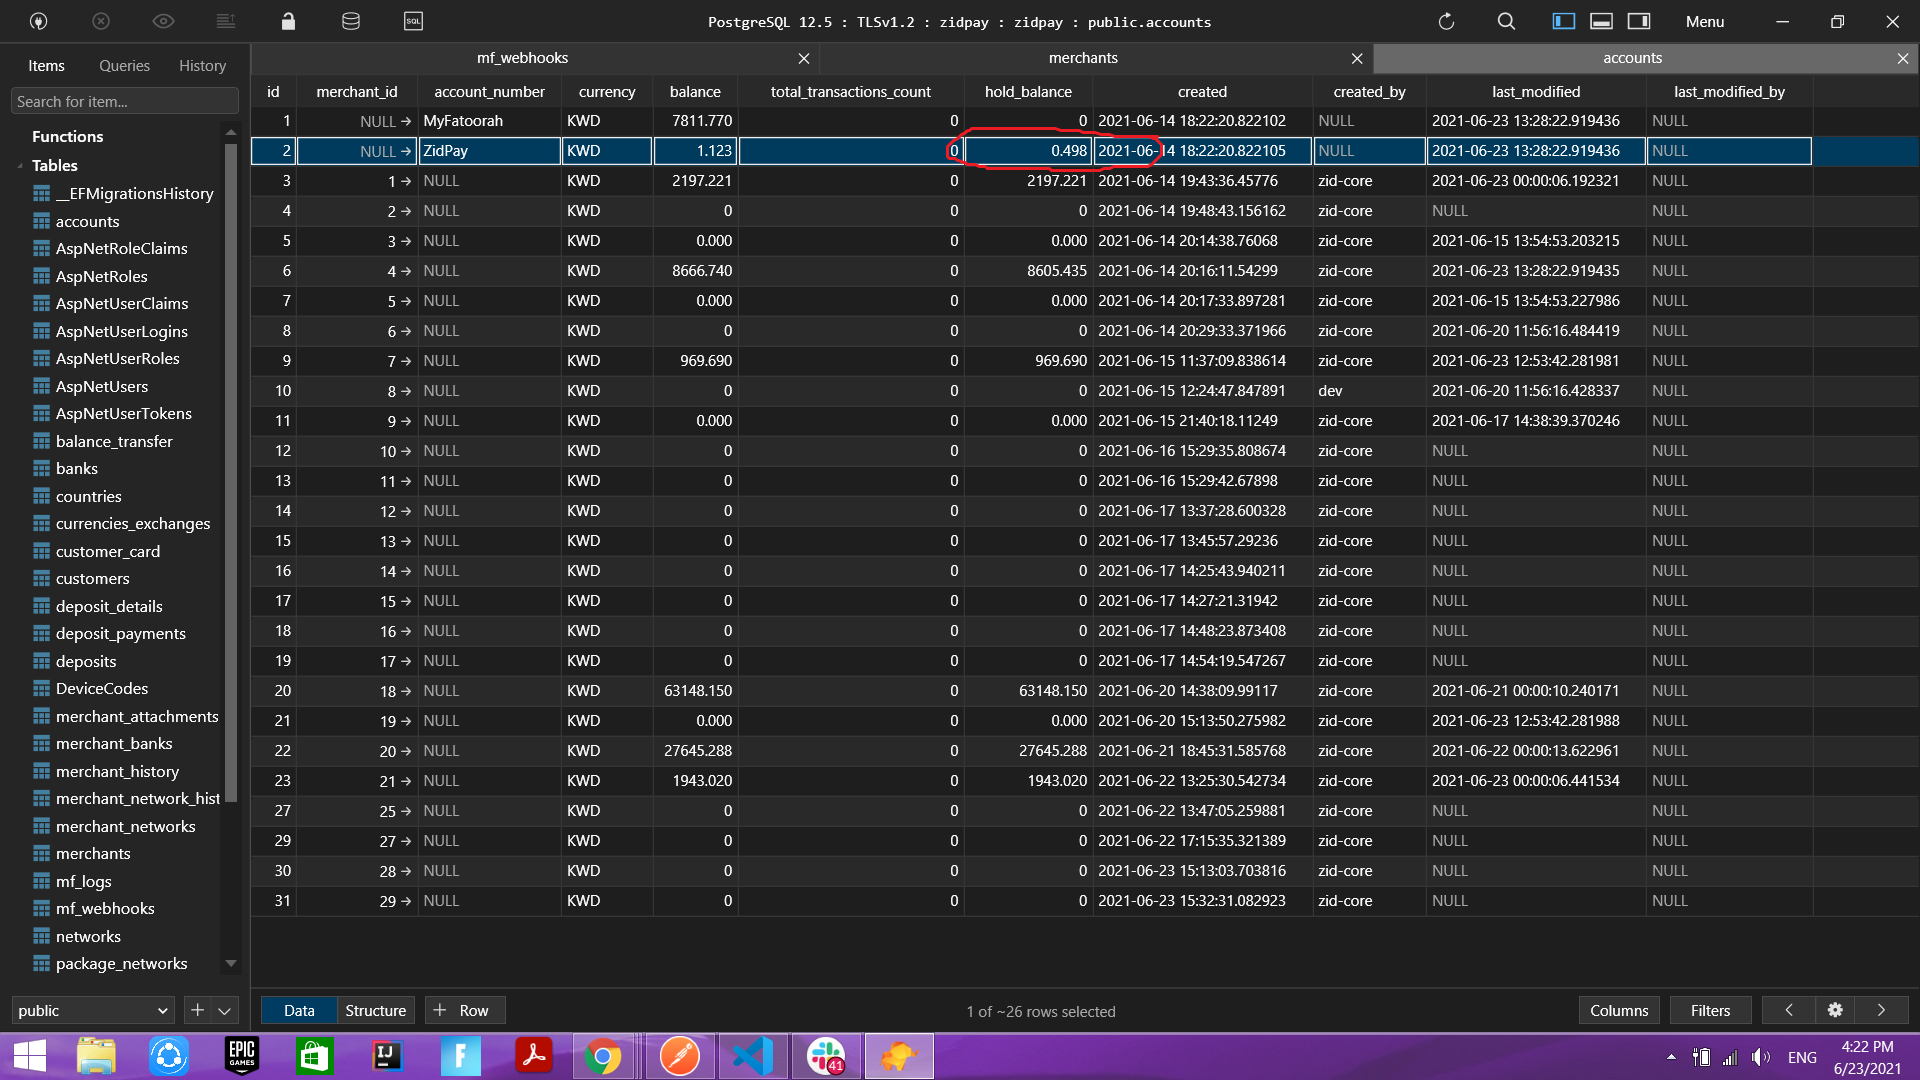 SQL
PostgreSQL 12.5 : TLSv1.2 : zidpay : zidpay : public.accounts
Menu
Items Queries History
mf_webhooks merchants accounts
Search for item...
Functions
Tables
__EFMigrationsHistory
accounts
AspNetRoleClaims
AspNetRoles
AspNetUserClaims
AspNetUserLogins
AspNetUserRoles
AspNetUsers
AspNetUserTokens
balance_transfer
banks
countries
currencies_exchanges
customer_card
customers
deposit_details
deposit_payments
deposits
DeviceCodes
merchant_attachments
merchant_banks
merchant_history
merchant_network_hist
merchant_networks
merchants
mf_logs
mf_webhooks
networks
package_networks
public
id merchant_id account_number currency balance total_transactions_count hold_balance created created_by last_modified last_modified_by
1 NULL → MyFatoorah KWD 7811.770 0 0 2021-06-14 18:22:20.822102 NULL 2021-06-23 13:28:22.919436 NULL
2 NULL → ZidPay KWD 1.123 0 0.498 2021-06-14 18:22:20.822105 NULL 2021-06-23 13:28:22.919436 NULL
3 1 → NULL KWD 2197.221 0 2197.221 2021-06-14 19:43:36.45776 zid-core 2021-06-23 00:00:06.192321 NULL
4 2 → NULL KWD 0 0 0 2021-06-14 19:48:43.156162 zid-core NULL NULL
5 3 → NULL KWD 0.000 0 0.000 2021-06-14 20:14:38.76068 zid-core 2021-06-15 13:54:53.203215 NULL
6 4 → NULL KWD 8666.740 0 8605.435 2021-06-14 20:16:11.54299 zid-core 2021-06-23 13:28:22.919435 NULL
7 5 → NULL KWD 0.000 0 0.000 2021-06-14 20:17:33.897281 zid-core 2021-06-15 13:54:53.227986 NULL
8 6 → NULL KWD 0 0 0 2021-06-14 20:29:33.371966 zid-core 2021-06-20 11:56:16.484419 NULL
9 7 → NULL KWD 969.690 0 969.690 2021-06-15 11:37:09.838614 zid-core 2021-06-23 12:53:42.281981 NULL
10 8 → NULL KWD 0 0 0 2021-06-15 12:24:47.847891 dev 2021-06-20 11:56:16.428337 NULL
11 9 → NULL KWD 0.000 0 0.000 2021-06-15 21:40:18.11249 zid-core 2021-06-17 14:38:39.370246 NULL
12 10 → NULL KWD 0 0 0 2021-06-16 15:29:35.808674 zid-core NULL NULL
13 11 → NULL KWD 0 0 0 2021-06-16 15:29:42.67898 zid-core NULL NULL
14 12 → NULL KWD 0 0 0 2021-06-17 13:37:28.600328 zid-core NULL NULL
15 13 → NULL KWD 0 0 0 2021-06-17 13:45:57.29236 zid-core NULL NULL
16 14 → NULL KWD 0 0 0 2021-06-17 14:25:43.940211 zid-core NULL NULL
17 15 → NULL KWD 0 0 0 2021-06-17 14:27:21.31942 zid-core NULL NULL
18 16 → NULL KWD 0 0 0 2021-06-17 14:48:23.873408 zid-core NULL NULL
19 17 → NULL KWD 0 0 0 2021-06-17 14:54:19.547267 zid-core NULL NULL
20 18 → NULL KWD 63148.150 0 63148.150 2021-06-20 14:38:09.99117 zid-core 2021-06-21 00:00:10.240171 NULL
21 19 → NULL KWD 0.000 0 0.000 2021-06-20 15:13:50.275982 zid-core 2021-06-23 12:53:42.281988 NULL
22 20 → NULL KWD 27645.288 0 27645.288 2021-06-21 18:45:31.585768 zid-core 2021-06-22 00:00:13.622961 NULL
23 21 → NULL KWD 1943.020 0 1943.020 2021-06-22 13:25:30.542734 zid-core 2021-06-23 00:00:06.441534 NULL
27 25 → NULL KWD 0 0 0 2021-06-22 13:47:05.259881 zid-core NULL NULL
29 27 → NULL KWD 0 0 0 2021-06-22 17:15:35.321389 zid-core NULL NULL
30 28 → NULL KWD 0 0 0 2021-06-23 15:13:03.703816 zid-core NULL NULL
31 29 → NULL KWD 0 0 0 2021-06-23 15:32:31.082923 zid-core NULL NULL
Data Structure + Row
1 of ~26 rows selected
Columns Filters
EPIC GAMES
IJ
F
41
ENG
4:22 PM
6/23/2021